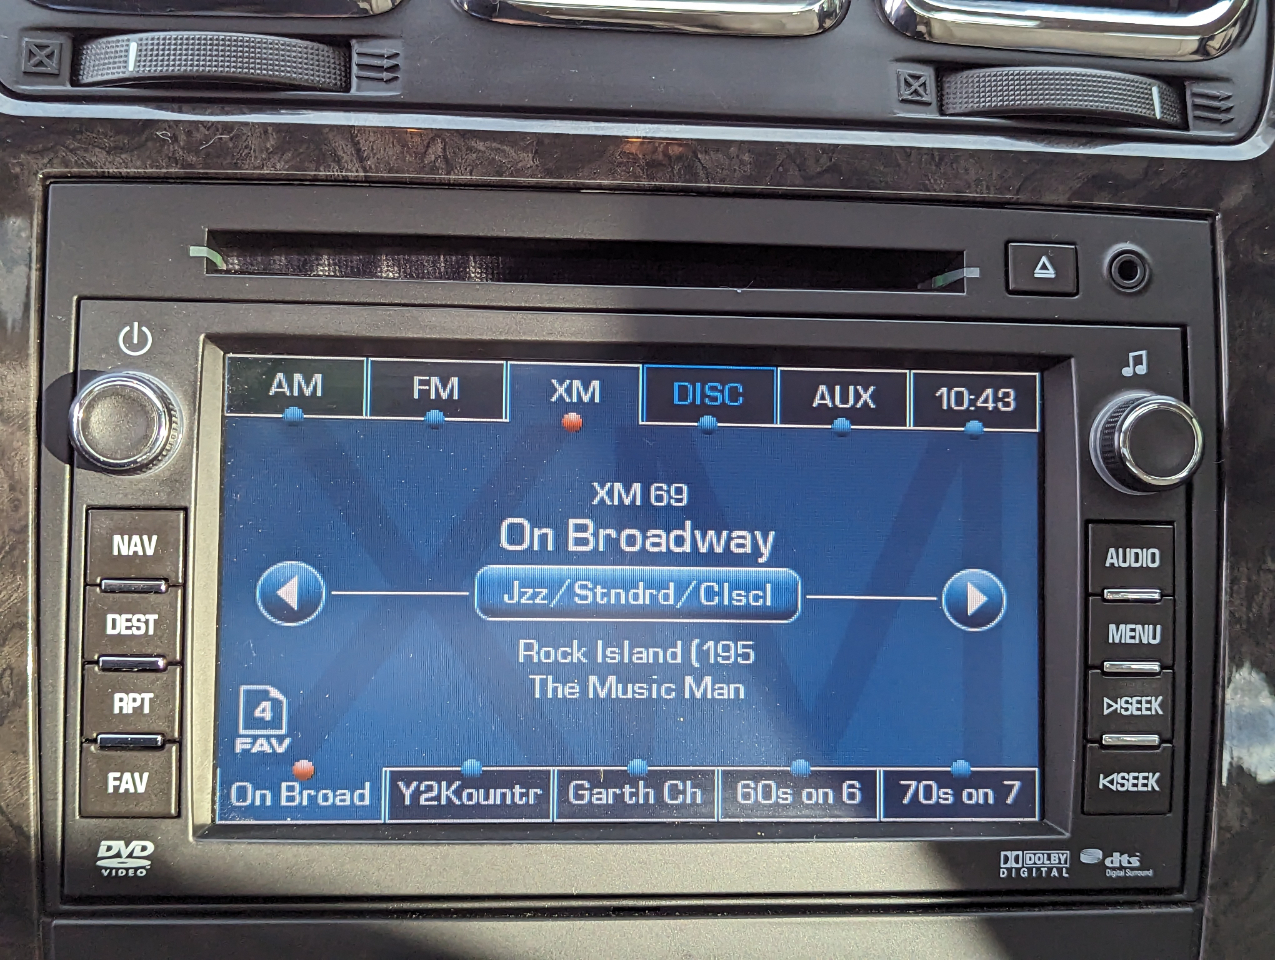 AM FM XM DISC AUX 10:43
XM 69
On Broadway
Jzz/Stndrd/Clscl
Rock Island (195
The Music Man
4
FAV
On Broad Y2Kountr Garth Ch 60s on 6 70s on 7
NAV
DEST
RPT
FAV
AUDIO
MENU
SEEK
SEEK
DVD
VIDEO
DOLBY
DIGITAL
dts
Digital Surround